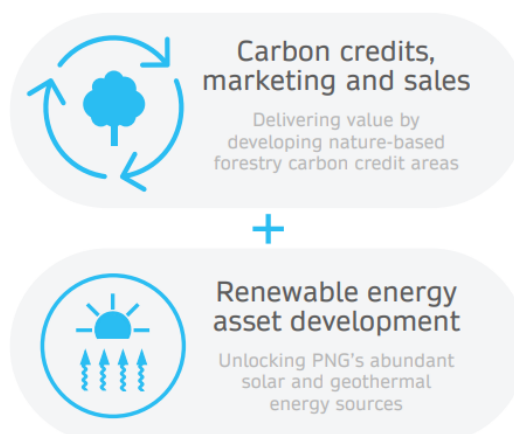 Carbon credits,
marketing and sales
Delivering value by
developing nature-based
forestry carbon credit areas
+
Renewable energy
asset development
Unlocking PNG's abundant
solar and geothermal
energy sources